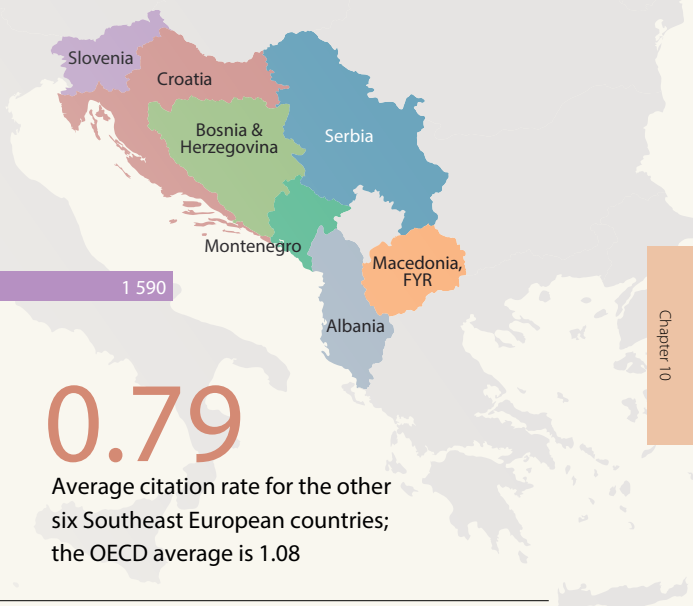 Slovenia
Croatia
Bosnia &
Herzegovina
Serbia
Montenegro
Macedonia,
FYR
1 590
Chapter 10
Albania
0.79
Average citation rate for the other
six Southeast European countries;
the OECD average is 1.08